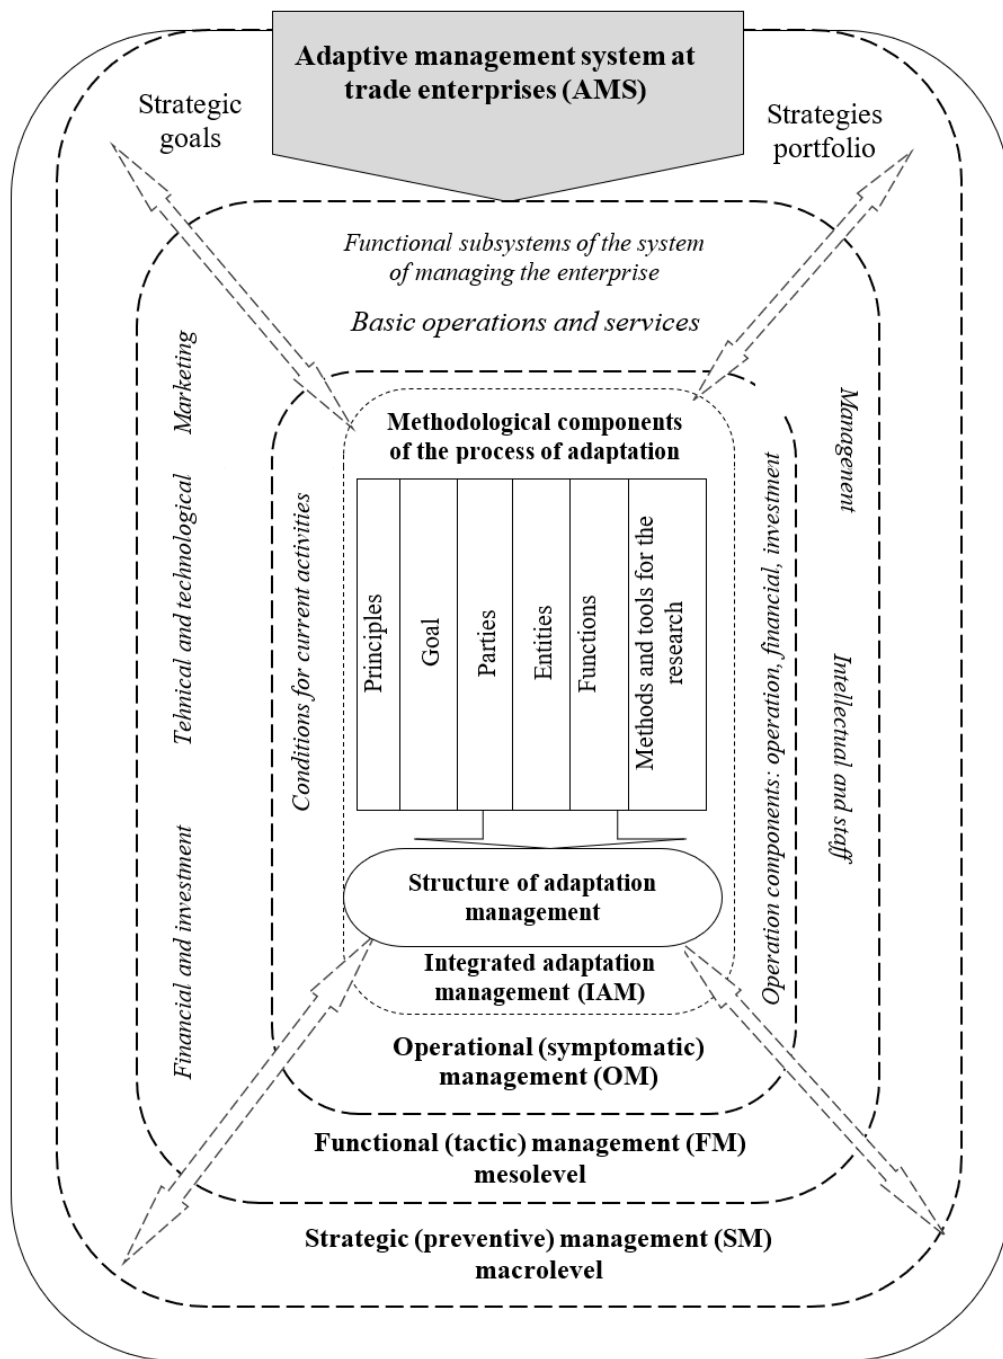 Adaptive management system at
trade enterprises (AMS)
Strategic
goals
Strategies
portfolio
Functional subsystems of the system
of managing the enterprise
Basic operations and services
Marketing
Tehnical and technological
Financial and investment
Management
Intellectual and staff
Conditions for current activities
Operation components: operation, financial, investment
Methodological components
of the process of adaptation
Principles
Goal
Parties
Entities
Functions
Methods and tools for the
research
Structure of adaptation
management
Integrated adaptation
management (IAM)
Operational (symptomatic)
management (OM)
Functional (tactic) management (FM)
mesolevel
Strategic (preventive) management (SM)
macrolevel